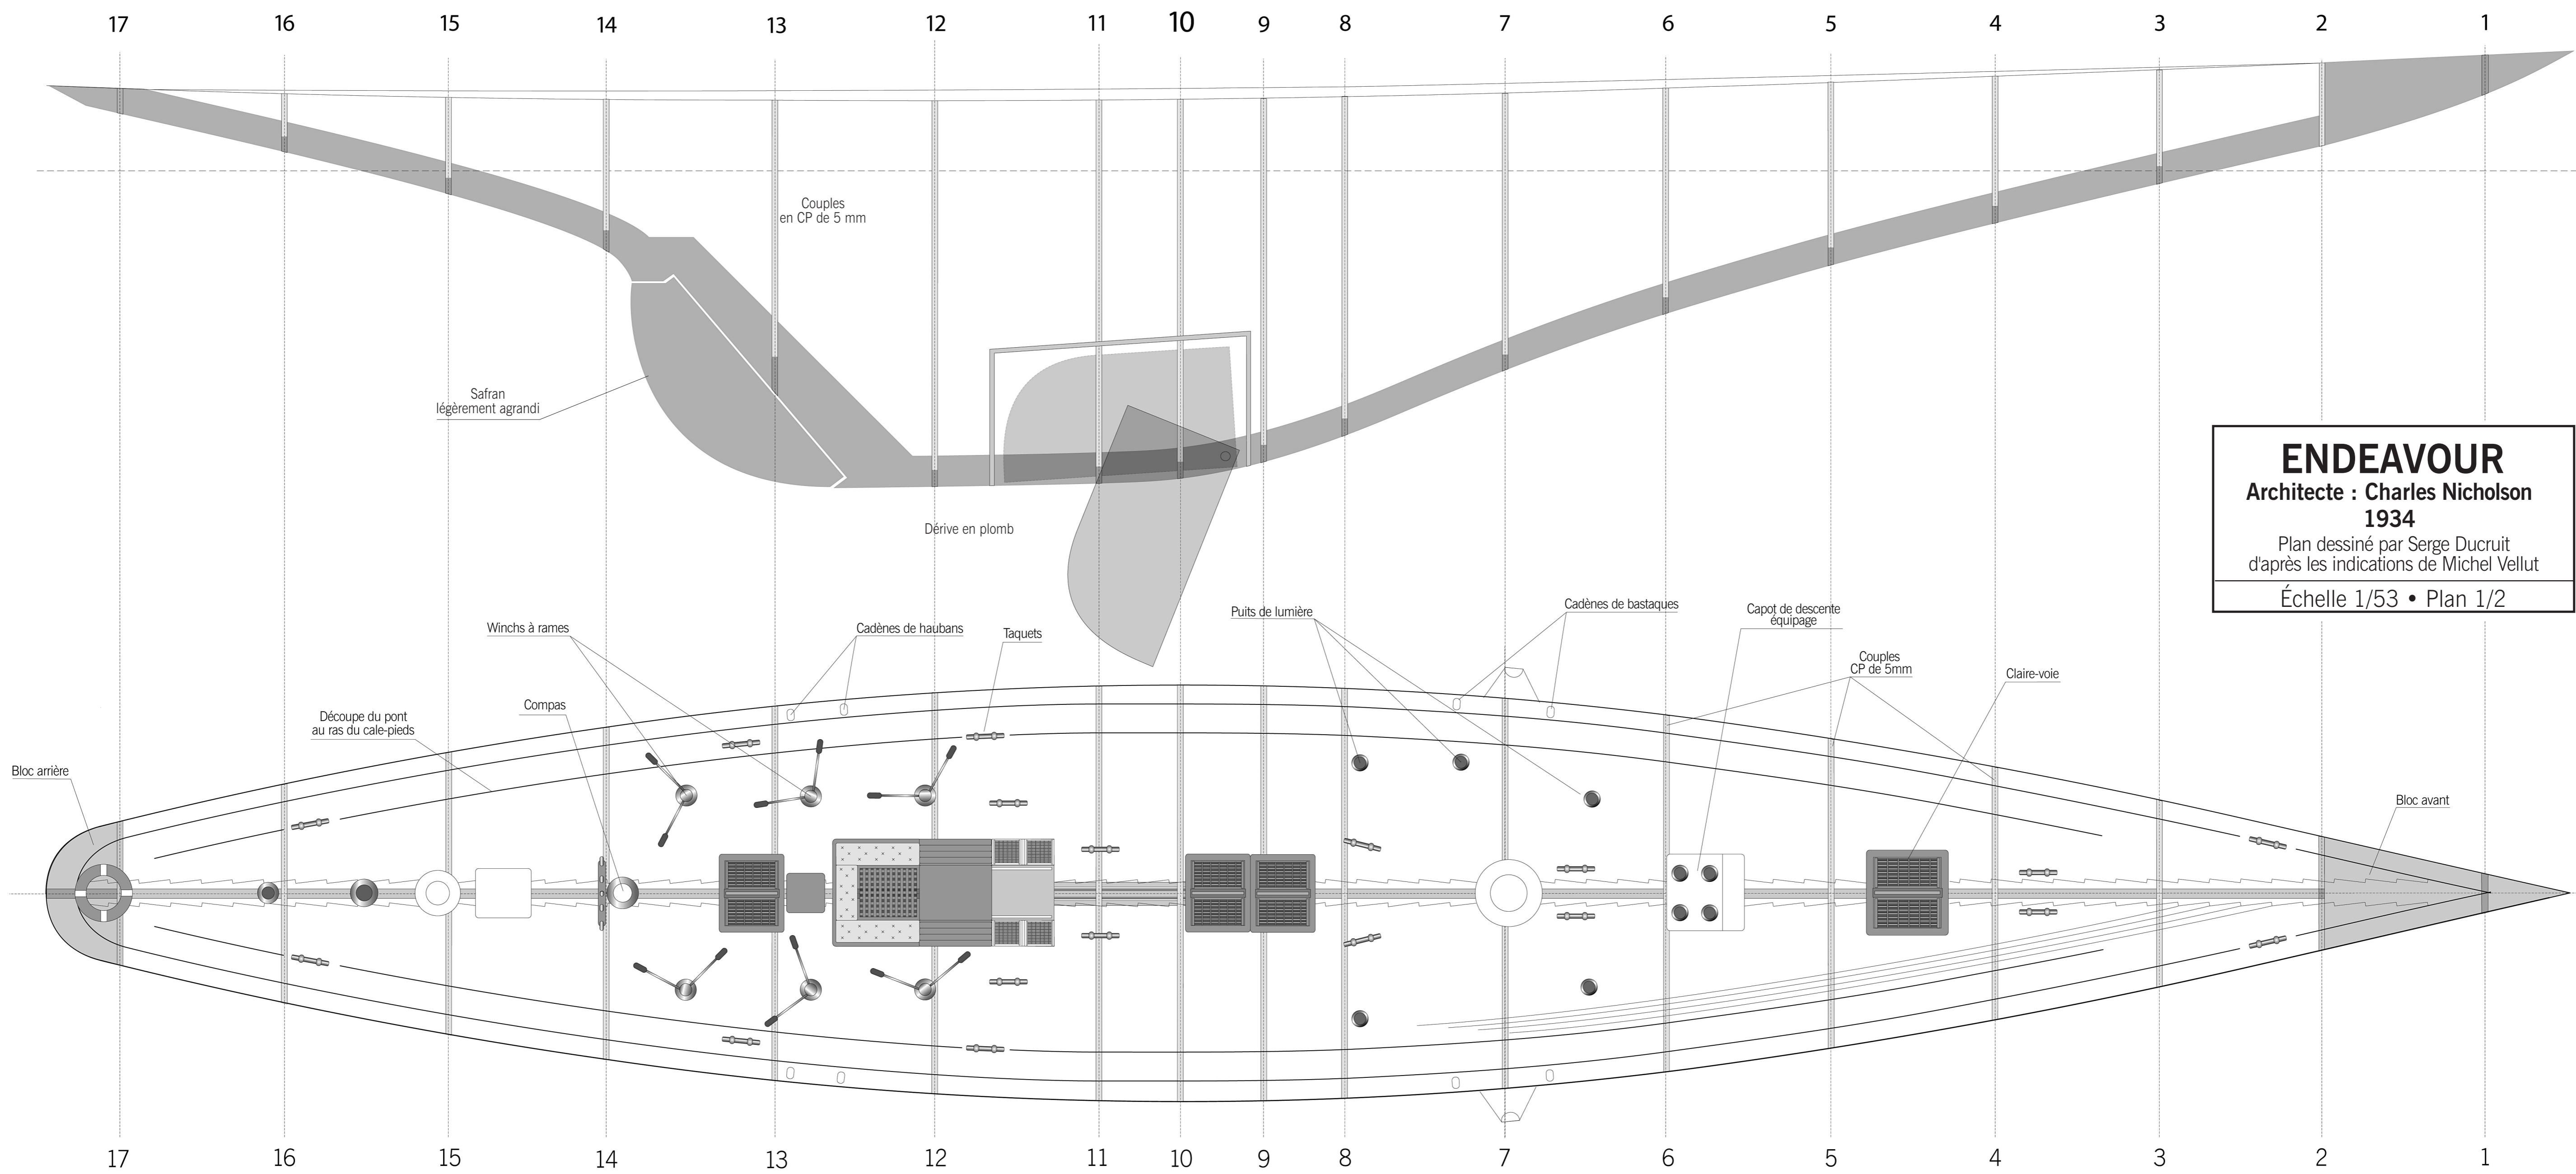 17 16 15 14 13 12 11 10 9 8 7 6 5 4 3 2 1
Couples
en CP de 5 mm
Safran
légèrement agrandi
Dérive en plomb
ENDEAVOUR
Architecte : Charles Nicholson
1934
Plan dessiné par Serge Ducruit
d'après les indications de Michel Vellut
Échelle 1/53 • Plan 1/2
Winchs à rames
Cadènes de haubans
Taquets
Puits de lumière
Cadènes de bastaques
Capot de descente
équipage
Couples
CP de 5mm
Claire-voie
Compas
Découpe du pont
au ras du cale-pieds
Bloc arrière
Bloc avant
17 16 15 14 13 12 11 10 9 8 7 6 5 4 3 2 1